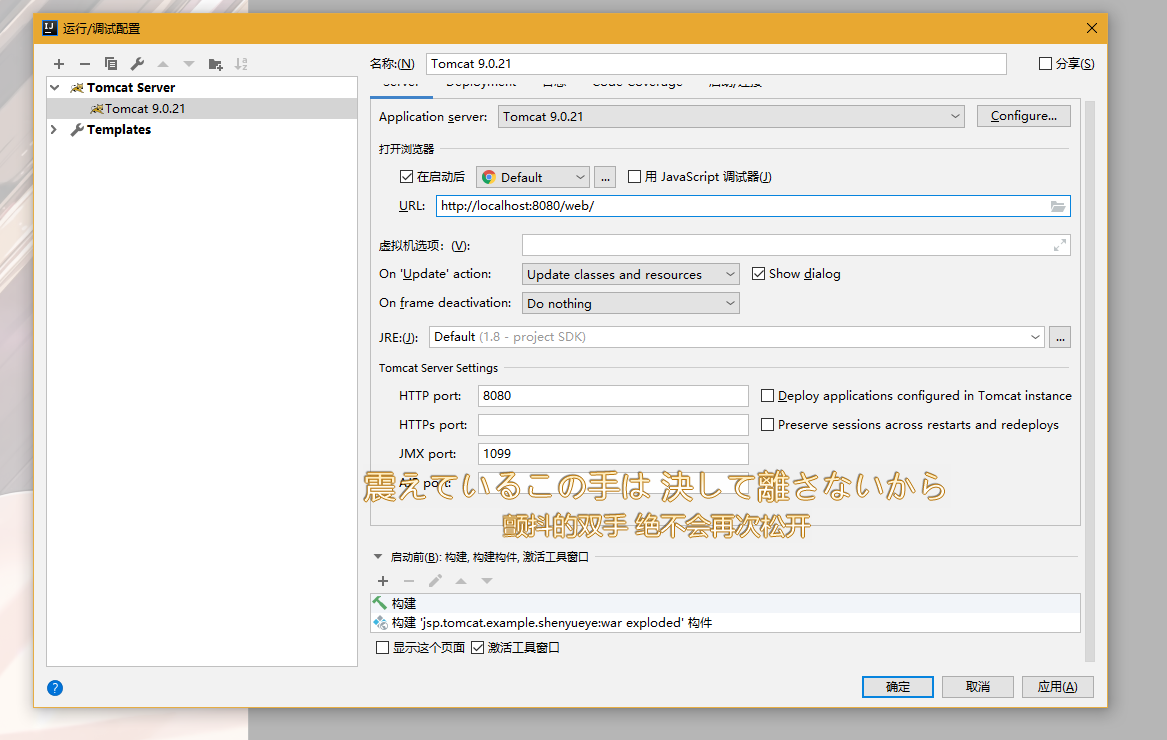 运行/调试配置
名称:(N) Tomcat 9.0.21 分享(S)
Tomcat Server
Tomcat 9.0.21
Templates
Server Deployment 日志 Code Coverage 启动/连接
Application server: Tomcat 9.0.21 Configure...
打开浏览器
在启动后 Default ... 用 JavaScript 调试器(J)
URL: http://localhost:8080/web/
虚拟机选项: (V):
On 'Update' action: Update classes and resources Show dialog
On frame deactivation: Do nothing
JRE:(J): Default (1.8 - project SDK) ...
Tomcat Server Settings
HTTP port: 8080 Deploy applications configured in Tomcat instance
HTTPs port: Preserve sessions across restarts and redeploys
JMX port: 1099
AJP port:
震えているこの手は 決して離さないから
颤抖的双手 绝不会再次松开
启动前(B): 构建, 构建构件, 激活工具窗口
构建
构建 'jsp.tomcat.example.shenyueye:war exploded' 构件
显示这个页面 激活工具窗口
? 确定 取消 应用(A)